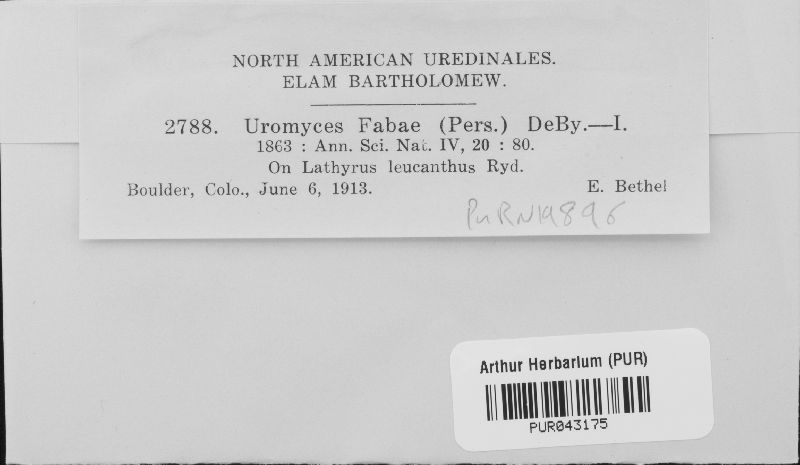 NORTH AMERICAN UREDINALES.
ELAM BARTHOLOMEW.
2788. Uromyces Fabae (Pers.) DeBy.—I.
1863 : Ann. Sci. Nat. IV, 20 : 80.
On Lathyrus leucanthus Ryd.
Boulder, Colo., June 6, 1913. E. Bethel
PURN19896
Arthur Herbarium (PUR)
PUR043175